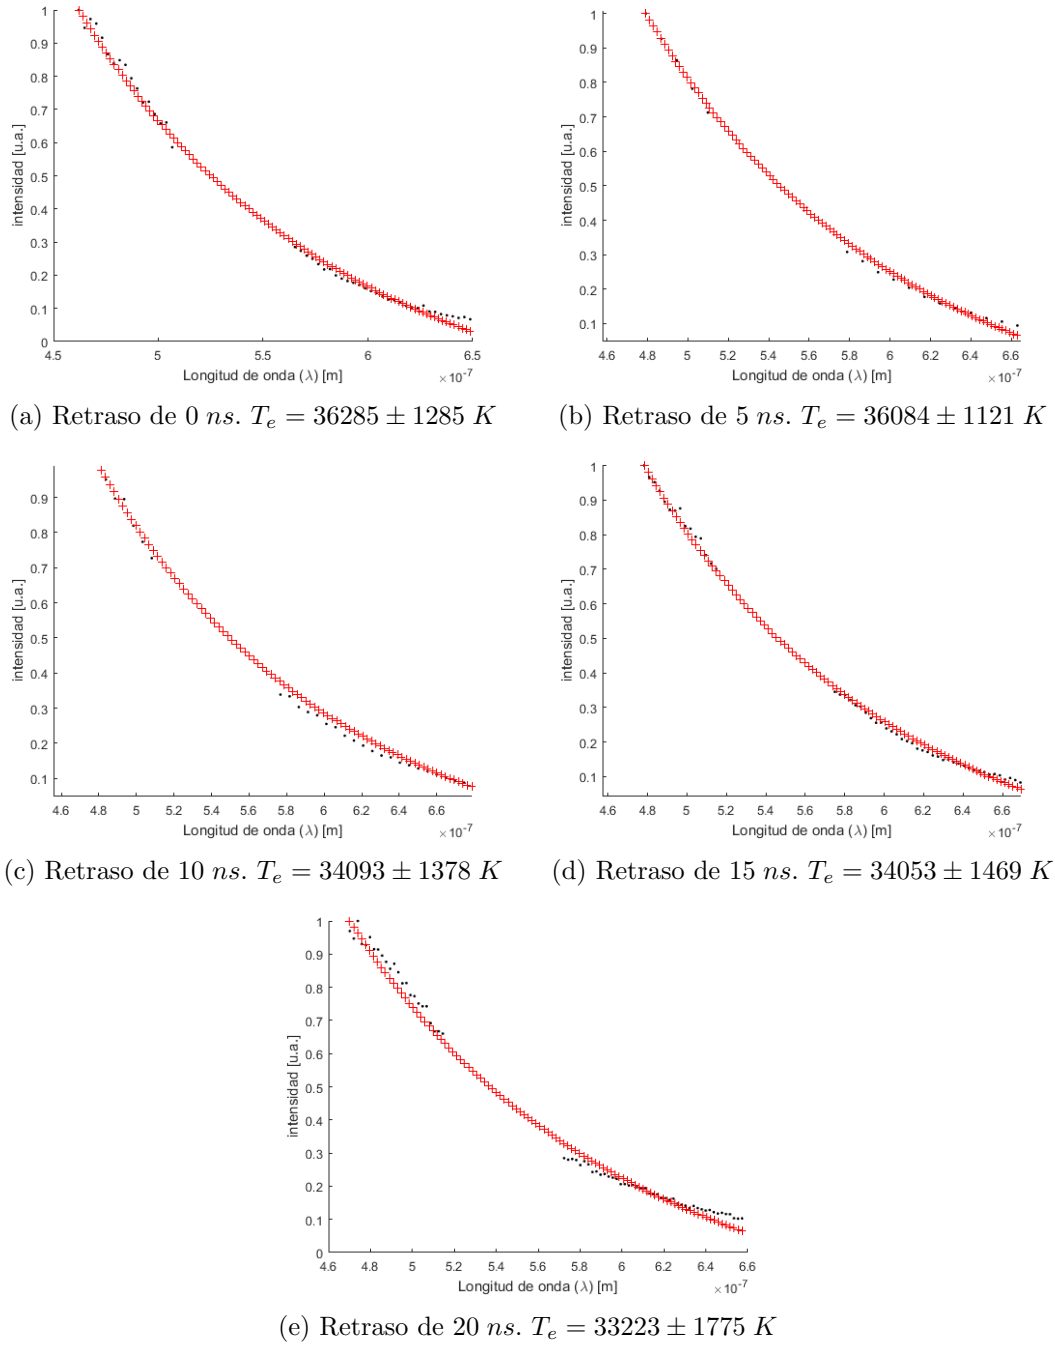 1
0.9
0.8
0.7
0.6
0.5
0.4
0.3
0.2
0.1
0
intensidad [u.a.]
4.5 5 5.5 6 6.5
Longitud de onda (λ) [m] ×10⁻⁷
(a) Retraso de 0 ns. Tₑ = 36285 ± 1285 K
1
0.9
0.8
0.7
0.6
0.5
0.4
0.3
0.2
0.1
intensidad [u.a.]
4.6 4.8 5 5.2 5.4 5.6 5.8 6 6.2 6.4 6.6
Longitud de onda (λ) [m] ×10⁻⁷
(b) Retraso de 5 ns. Tₑ = 36084 ± 1121 K
0.9
0.8
0.7
0.6
0.5
0.4
0.3
0.2
0.1
intensidad [u.a.]
4.6 4.8 5 5.2 5.4 5.6 5.8 6 6.2 6.4 6.6
Longitud de onda (λ) [m] ×10⁻⁷
(c) Retraso de 10 ns. Tₑ = 34093 ± 1378 K
1
0.9
0.8
0.7
0.6
0.5
0.4
0.3
0.2
0.1
intensidad [u.a.]
4.6 4.8 5 5.2 5.4 5.6 5.8 6 6.2 6.4 6.6
Longitud de onda (λ) [m] ×10⁻⁷
(d) Retraso de 15 ns. Tₑ = 34053 ± 1469 K
1
0.9
0.8
0.7
0.6
0.5
0.4
0.3
0.2
0.1
0
intensidad [u.a.]
4.6 4.8 5 5.2 5.4 5.6 5.8 6 6.2 6.4 6.6
Longitud de onda (λ) [m] ×10⁻⁷
(e) Retraso de 20 ns. Tₑ = 33223 ± 1775 K